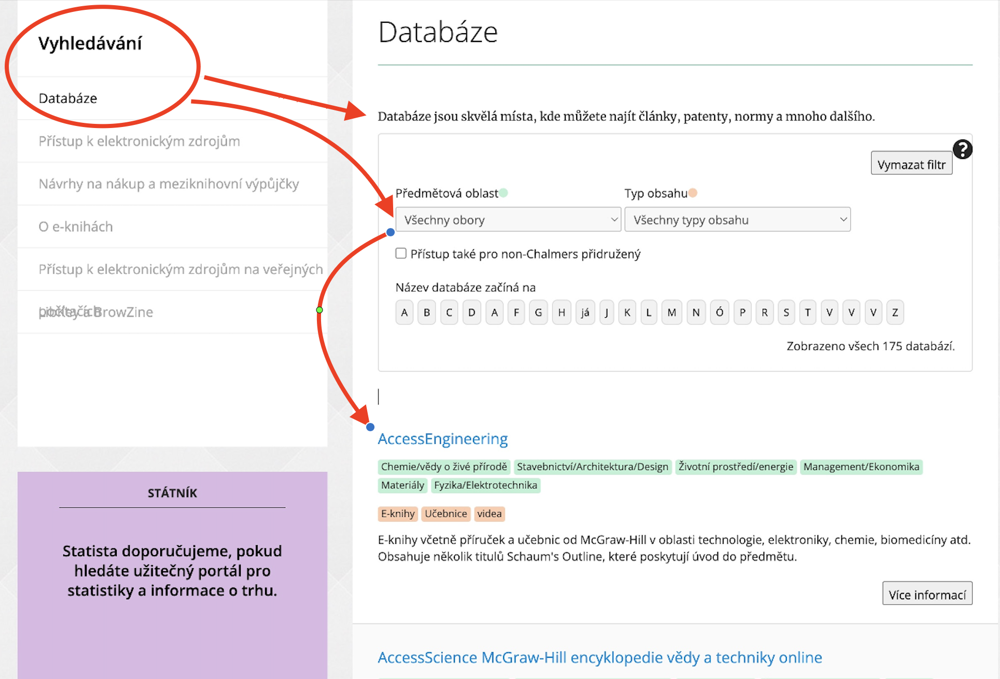 Vyhledávání
Databáze
Přístup k elektronickým zdrojům
Návrhy na nákup a meziknihovní výpůjčky
O e-knihách
Přístup k elektronickým zdrojům na veřejných
počítačích
LibKey a BrowZine
STÁTNÍK
Statista doporučujeme, pokud
hledáte užitečný portál pro
statistiky a informace o trhu.
Databáze
Databáze jsou skvělá místa, kde můžete najít články, patenty, normy a mnoho dalšího.
?
Vymazat filtr
Předmětová oblast Typ obsahu
Všechny obory Všechny typy obsahu
Přístup také pro non-Chalmers přidružený
Název databáze začíná na
A B C D A F G H já J K L M N Ó P R S T V V V Z
Zobrazeno všech 175 databází.
AccessEngineering
Chemie/vědy o živé přírodě Stavebnictví/Architektura/Design Životní prostředí/energie Management/Ekonomika
Materiály Fyzika/Elektrotechnika
E-knihy Učebnice videa
E-knihy včetně příruček a učebnic od McGraw-Hill v oblasti technologie, elektroniky, chemie, biomedicíny atd.
Obsahuje několik titulů Schaum's Outline, které poskytují úvod do předmětu.
Více informací
AccessScience McGraw-Hill encyklopedie vědy a techniky online